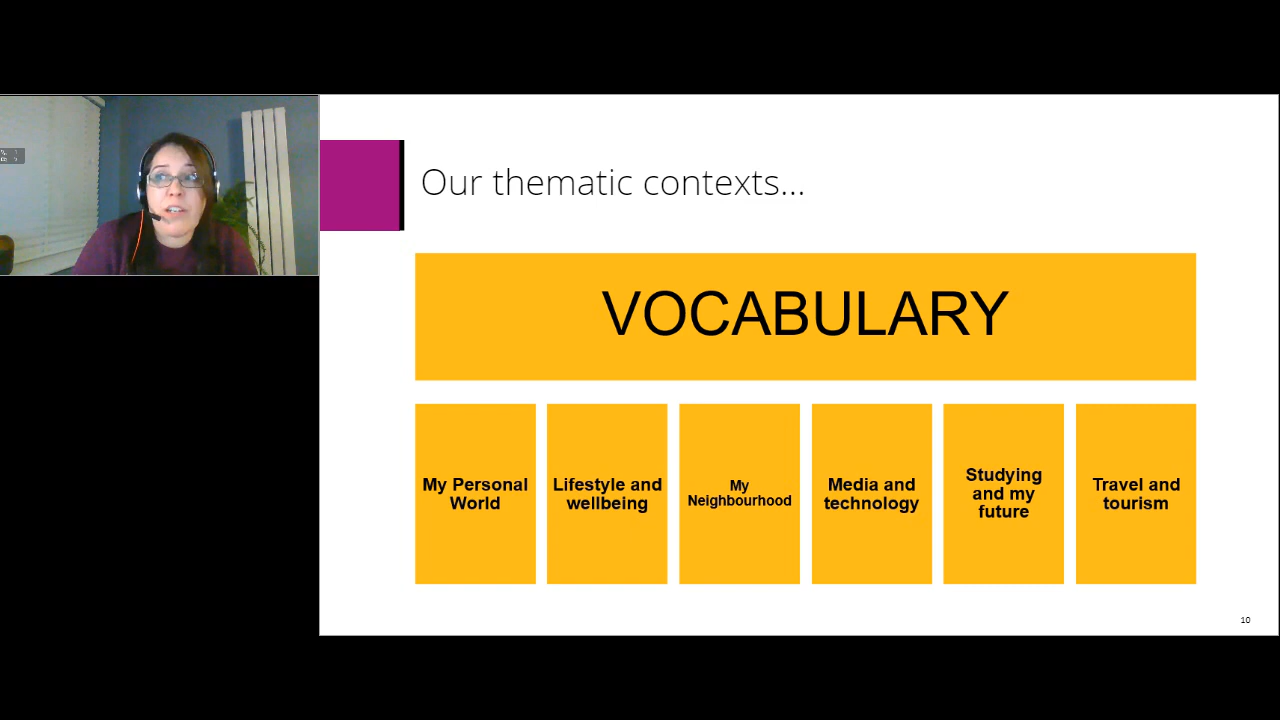 Our thematic contexts...
VOCABULARY
My Personal
World
Lifestyle and
wellbeing
My
Neighbourhood
Media and
technology
Studying
and my
future
Travel and
tourism
10